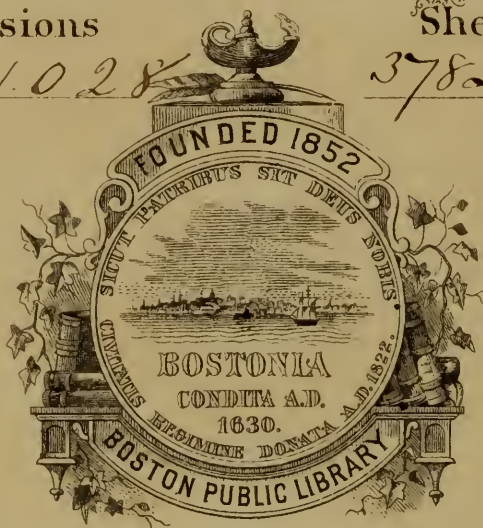 sions
She
1.028
378
FOUNDED 1852
SICUT PATRIBUS SIT DEUS NOBIS.
BOSTONIA
CONDITA A.D.
1630.
CIVITATIS REGIMINE DONATA A.D. 1822.
BOSTON PUBLIC LIBRARY